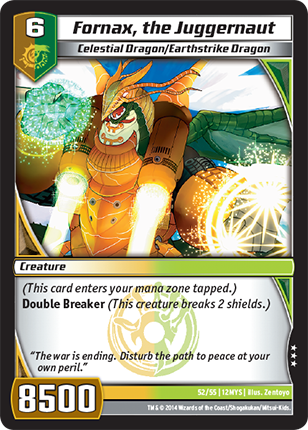 6
Fornax, the Juggernaut
Celestial Dragon/Earthstrike Dragon
Creature
(This card enters your mana zone tapped.)
Double Breaker (This creature breaks 2 shields.)
"The war is ending. Disturb the path to peace at
your own peril."
8500
52/55 | 12MYS | Illus. Zentoyo
TM & © 2014 Wizards of the Coast/Shogakukan/Mitsui-Kids.